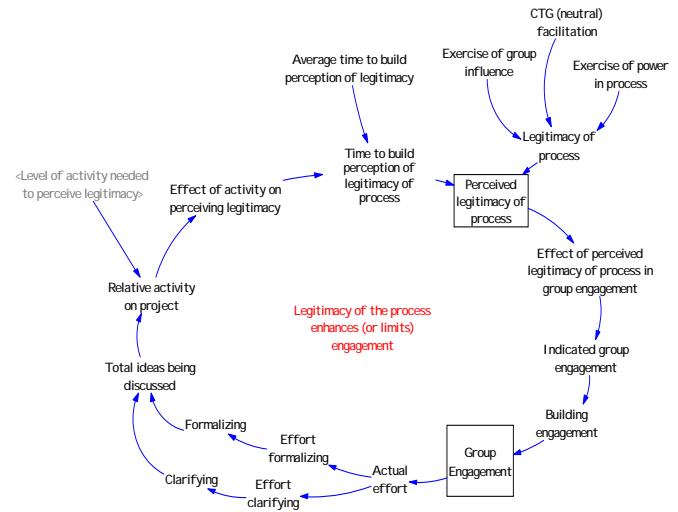 CTG (neutral)
facilitation
Average time to build
perception of legitimacy
Exercise of group
influence
Exercise of power
in process
Legitimacy of
process
Time to build
perception of
legitimacy of
process
<Level of activity needed
to perceive legitimacy>
Effect of activity on
perceiving legitimacy
Perceived
legitimacy of
process
Effect of perceived
legitimacy of process in
group engagement
Relative activity
on project
Legitimacy of the process
enhances (or limits)
engagement
Indicated group
engagement
Total ideas being
discussed
Building
engagement
Formalizing
Effort
formalizing
Group
Engagement
Actual
effort
Clarifying
Effort
clarifying